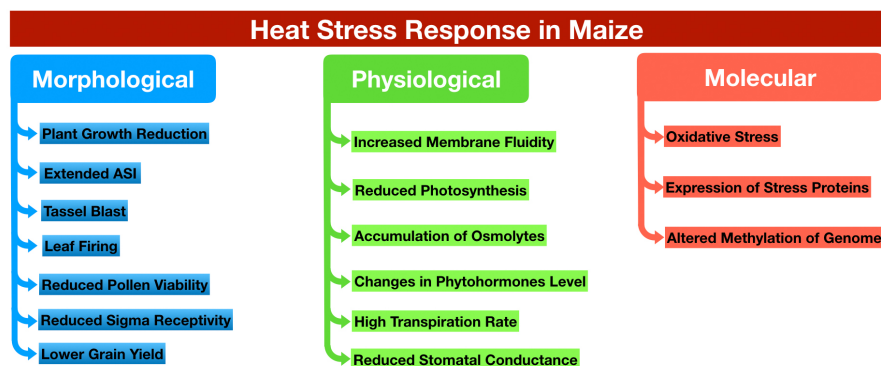 Heat Stress Response in Maize
Morphological
Plant Growth Reduction
Extended ASI
Tassel Blast
Leaf Firing
Reduced Pollen Viability
Reduced Sigma Receptivity
Lower Grain Yield
Physiological
Increased Membrane Fluidity
Reduced Photosynthesis
Accumulation of Osmolytes
Changes in Phytohormones Level
High Transpiration Rate
Reduced Stomatal Conductance
Molecular
Oxidative Stress
Expression of Stress Proteins
Altered Methylation of Genome